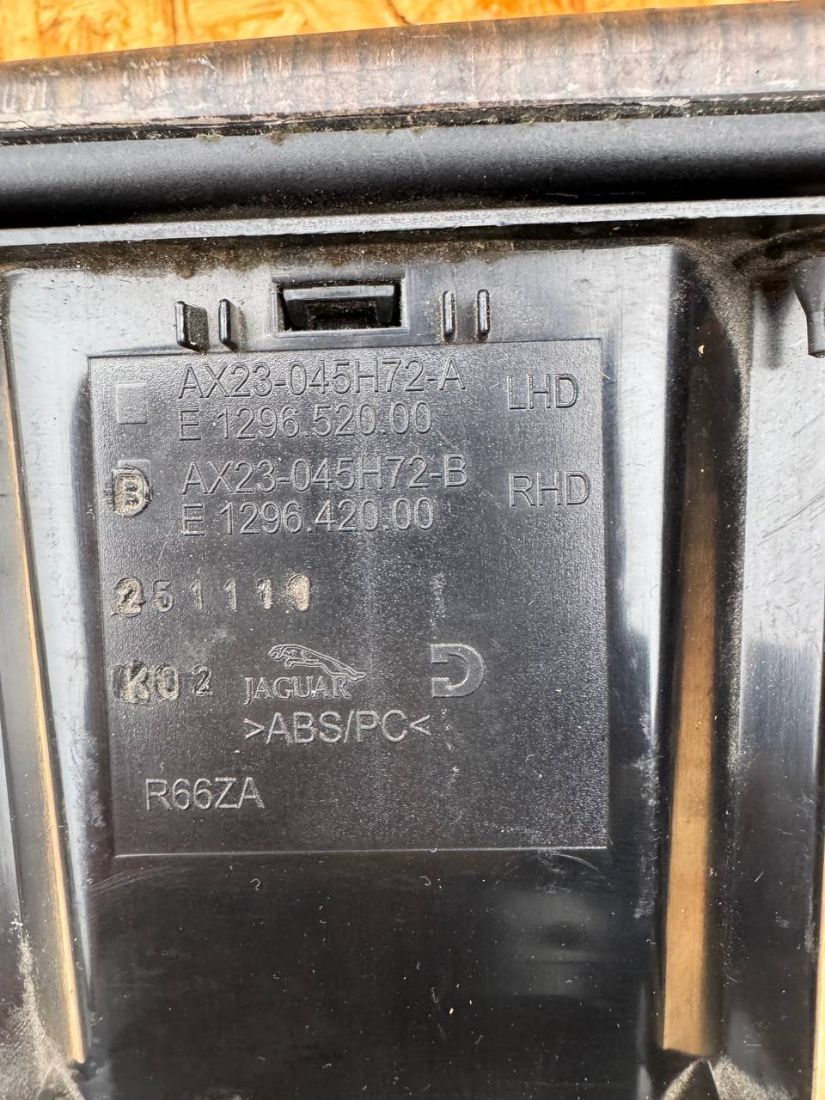 AX23-045H72-A LHD
E 1296.520.00
B AX23-045H72-B RHD
E 1296.420.00
JAGUAR
>ABS/PC<
R66ZA